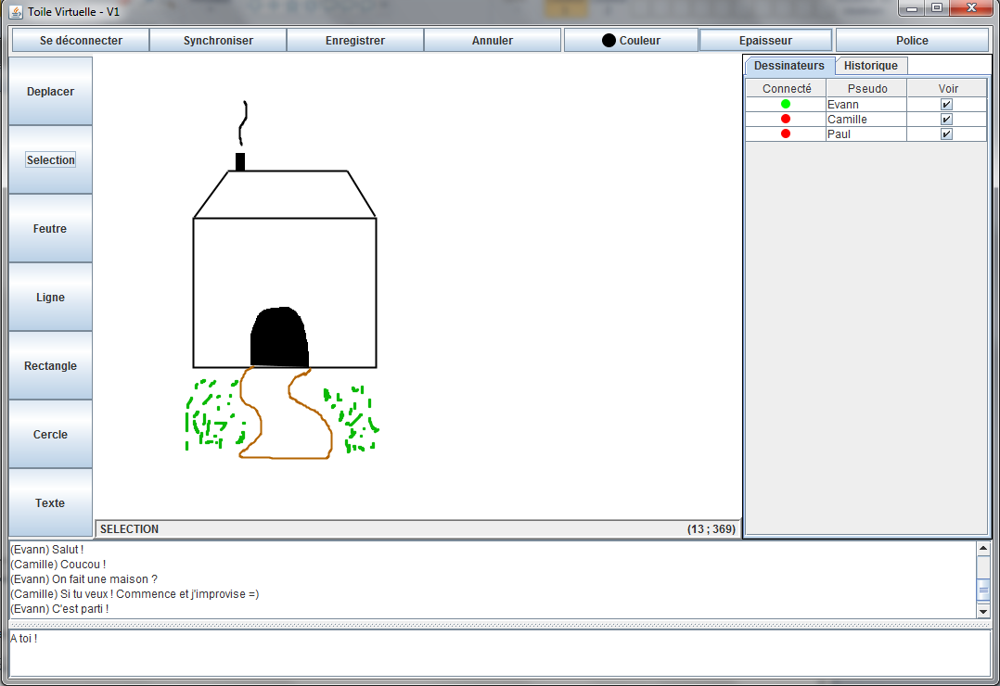 Toile Virtuelle - V1
Se déconnecter
Synchroniser
Enregistrer
Annuler
Couleur
Epaisseur
Police
Deplacer
Selection
Feutre
Ligne
Rectangle
Cercle
Texte
Dessinateurs Historique
Connecté Pseudo Voir
Evann
Camille
Paul
SELECTION (13 ; 369)
(Evann) Salut !
(Camille) Coucou !
(Evann) On fait une maison ?
(Camille) Si tu veux ! Commence et j'improvise =)
(Evann) C'est parti !
A toi !